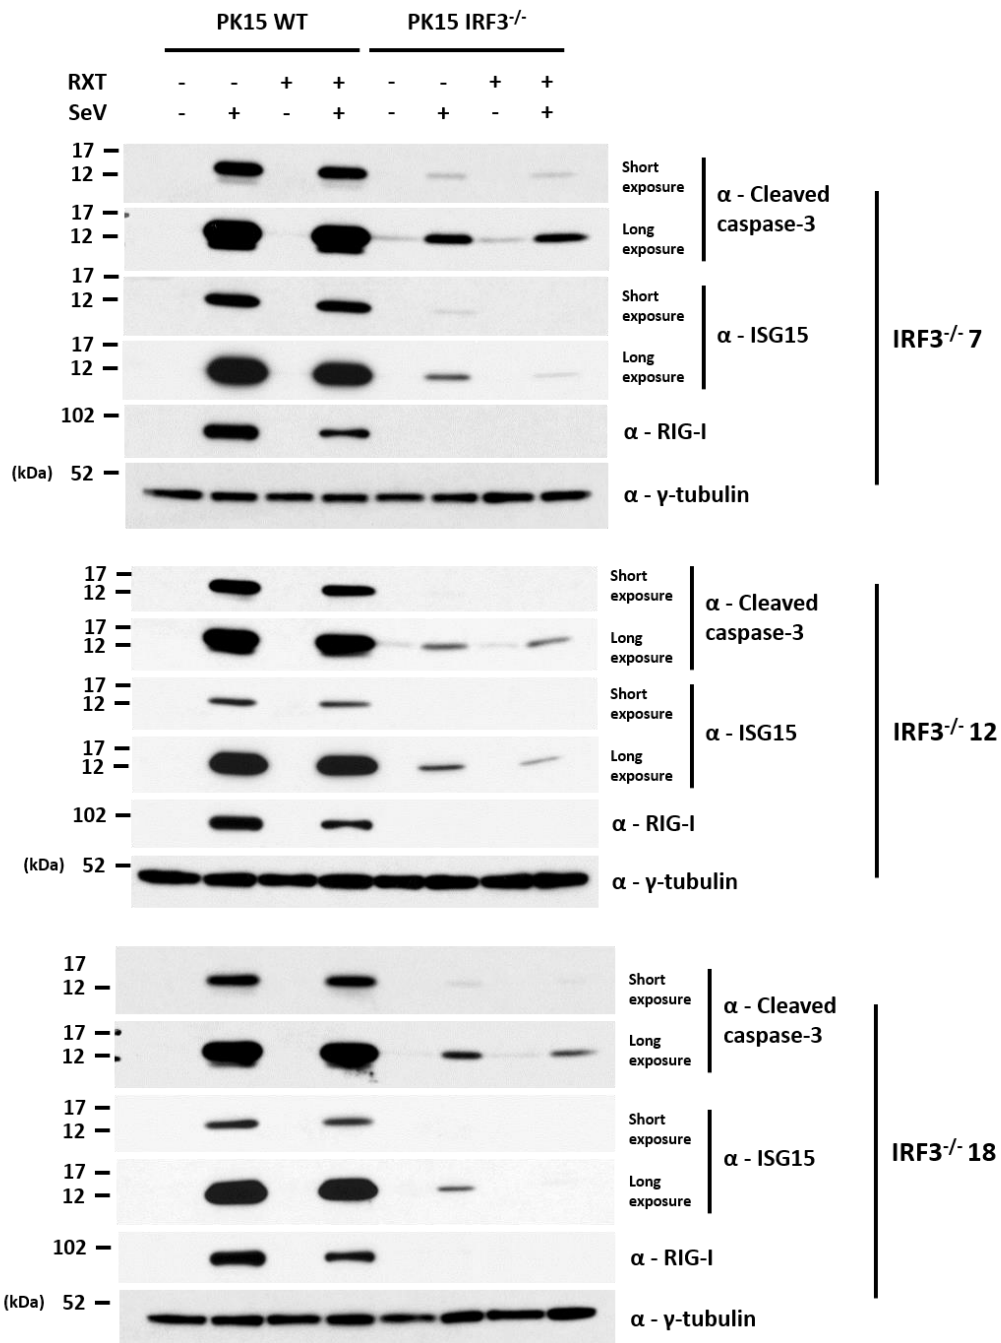 PK15 WT PK15 IRF3-/-
RXT - - + + - - + +
SeV - + - + - + - +
17
12
Short
exposure
α - Cleaved
caspase-3
17
12
Long
exposure
17
12
Short
exposure
α - ISG15
17
12
Long
exposure
IRF3-/- 7
102
α - RIG-I
(kDa) 52
α - γ-tubulin
17
12
Short
exposure
α - Cleaved
caspase-3
17
12
Long
exposure
17
12
Short
exposure
α - ISG15
17
12
Long
exposure
IRF3-/- 12
102
α - RIG-I
(kDa) 52
α - γ-tubulin
17
12
Short
exposure
α - Cleaved
caspase-3
17
12
Long
exposure
17
12
Short
exposure
α - ISG15
17
12
Long
exposure
IRF3-/- 18
102
α - RIG-I
(kDa) 52
α - γ-tubulin